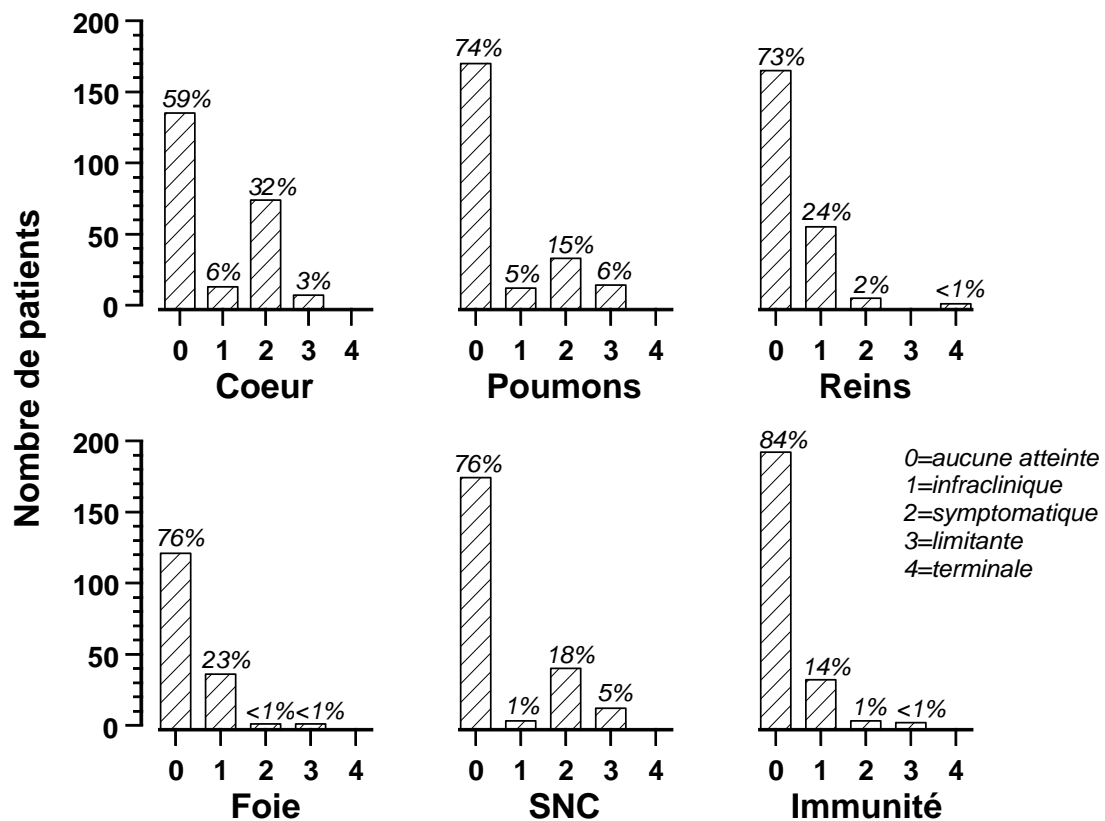 Nombre de patients
200
150
100
50
0
59%
6%
32%
3%
0 1 2 3 4
Coeur
74%
5%
15%
6%
0 1 2 3 4
Poumons
73%
24%
2%
<1%
0 1 2 3 4
Reins
200
150
100
50
0
76%
23%
<1%
<1%
0 1 2 3 4
Foie
76%
1%
18%
5%
0 1 2 3 4
SNC
84%
14%
1%
<1%
0 1 2 3 4
Immunité
0=aucune atteinte
1=infraclinique
2=symptomatique
3=limitante
4=terminale